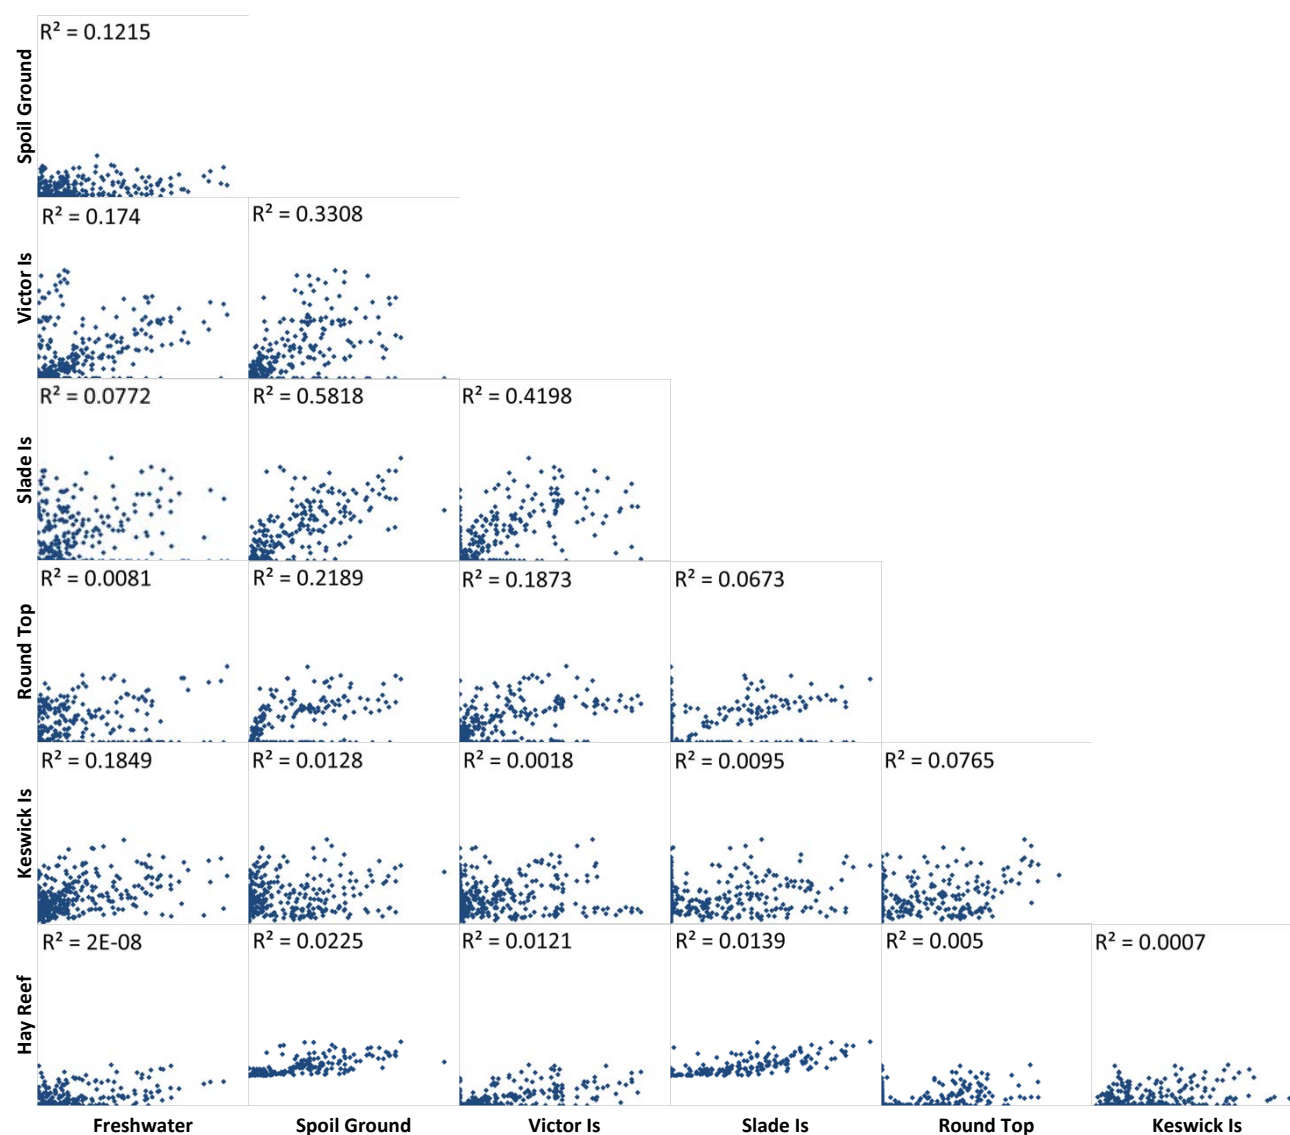 R² = 0.1215
Spoil Ground
R² = 0.174
R² = 0.3308
Victor Is
R² = 0.0772
R² = 0.5818
R² = 0.4198
Slade Is
R² = 0.0081
R² = 0.2189
R² = 0.1873
R² = 0.0673
Round Top
R² = 0.1849
R² = 0.0128
R² = 0.0018
R² = 0.0095
R² = 0.0765
Keswick Is
R² = 2E-08
R² = 0.0225
R² = 0.0121
R² = 0.0139
R² = 0.005
R² = 0.0007
Hay Reef
Freshwater
Spoil Ground
Victor Is
Slade Is
Round Top
Keswick Is